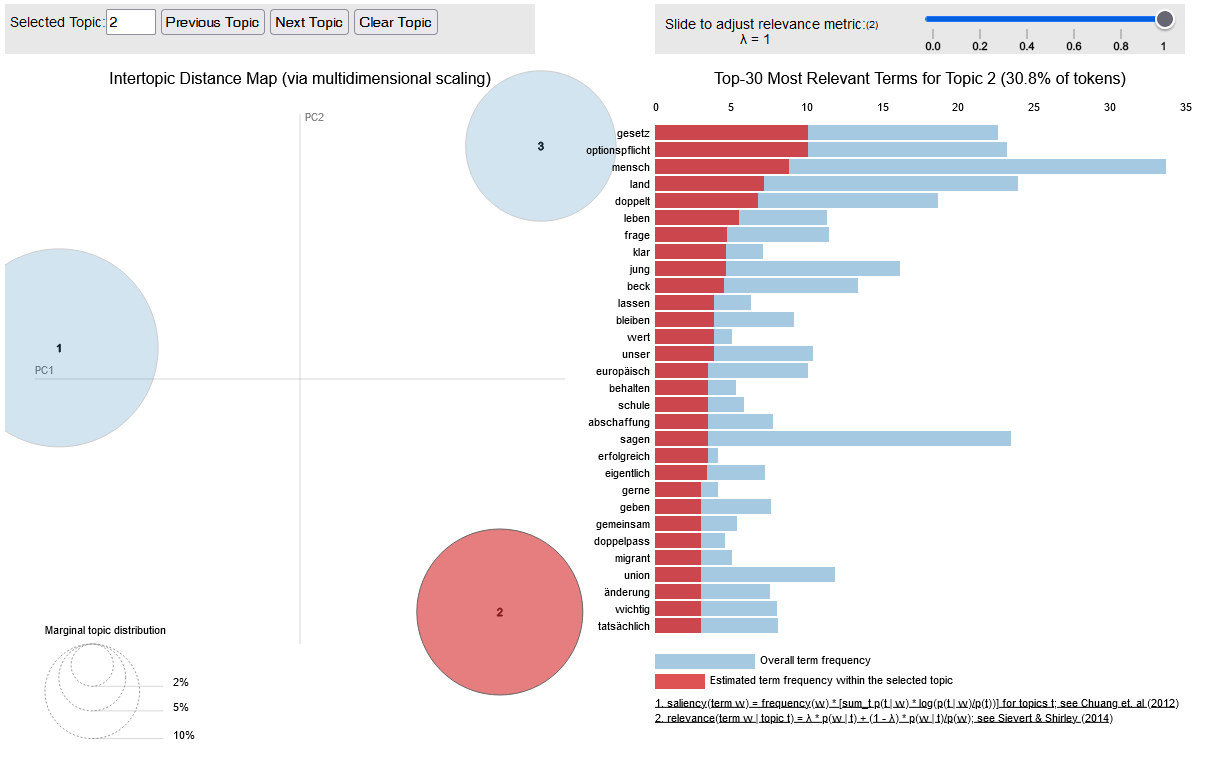 Selected Topic: 2 Previous Topic Next Topic Clear Topic
Slide to adjust relevance metric:(2)
λ = 1
0.0 0.2 0.4 0.6 0.8 1
Intertopic Distance Map (via multidimensional scaling)
PC2
3
1
PC1
2
Marginal topic distribution
2%
5%
10%
Top-30 Most Relevant Terms for Topic 2 (30.8% of tokens)
0 5 10 15 20 25 30 35
gesetz
optionspflicht
mensch
land
doppelt
leben
frage
klar
jung
beck
lassen
bleiben
wert
unser
europäisch
behalten
schule
abschaffung
sagen
erfolgreich
eigentlich
gerne
geben
gemeinsam
doppelpass
migrant
union
änderung
wichtig
tatsächlich
Overall term frequency
Estimated term frequency within the selected topic
1. saliency(term w) = frequency(w) * [sum_t p(t | w) * log(p(t | w)/p(t))] for topics t; see Chuang et. al (2012)
2. relevance(term w | topic t) = λ * p(w | t) + (1 - λ) * p(w | t)/p(w); see Sievert & Shirley (2014)